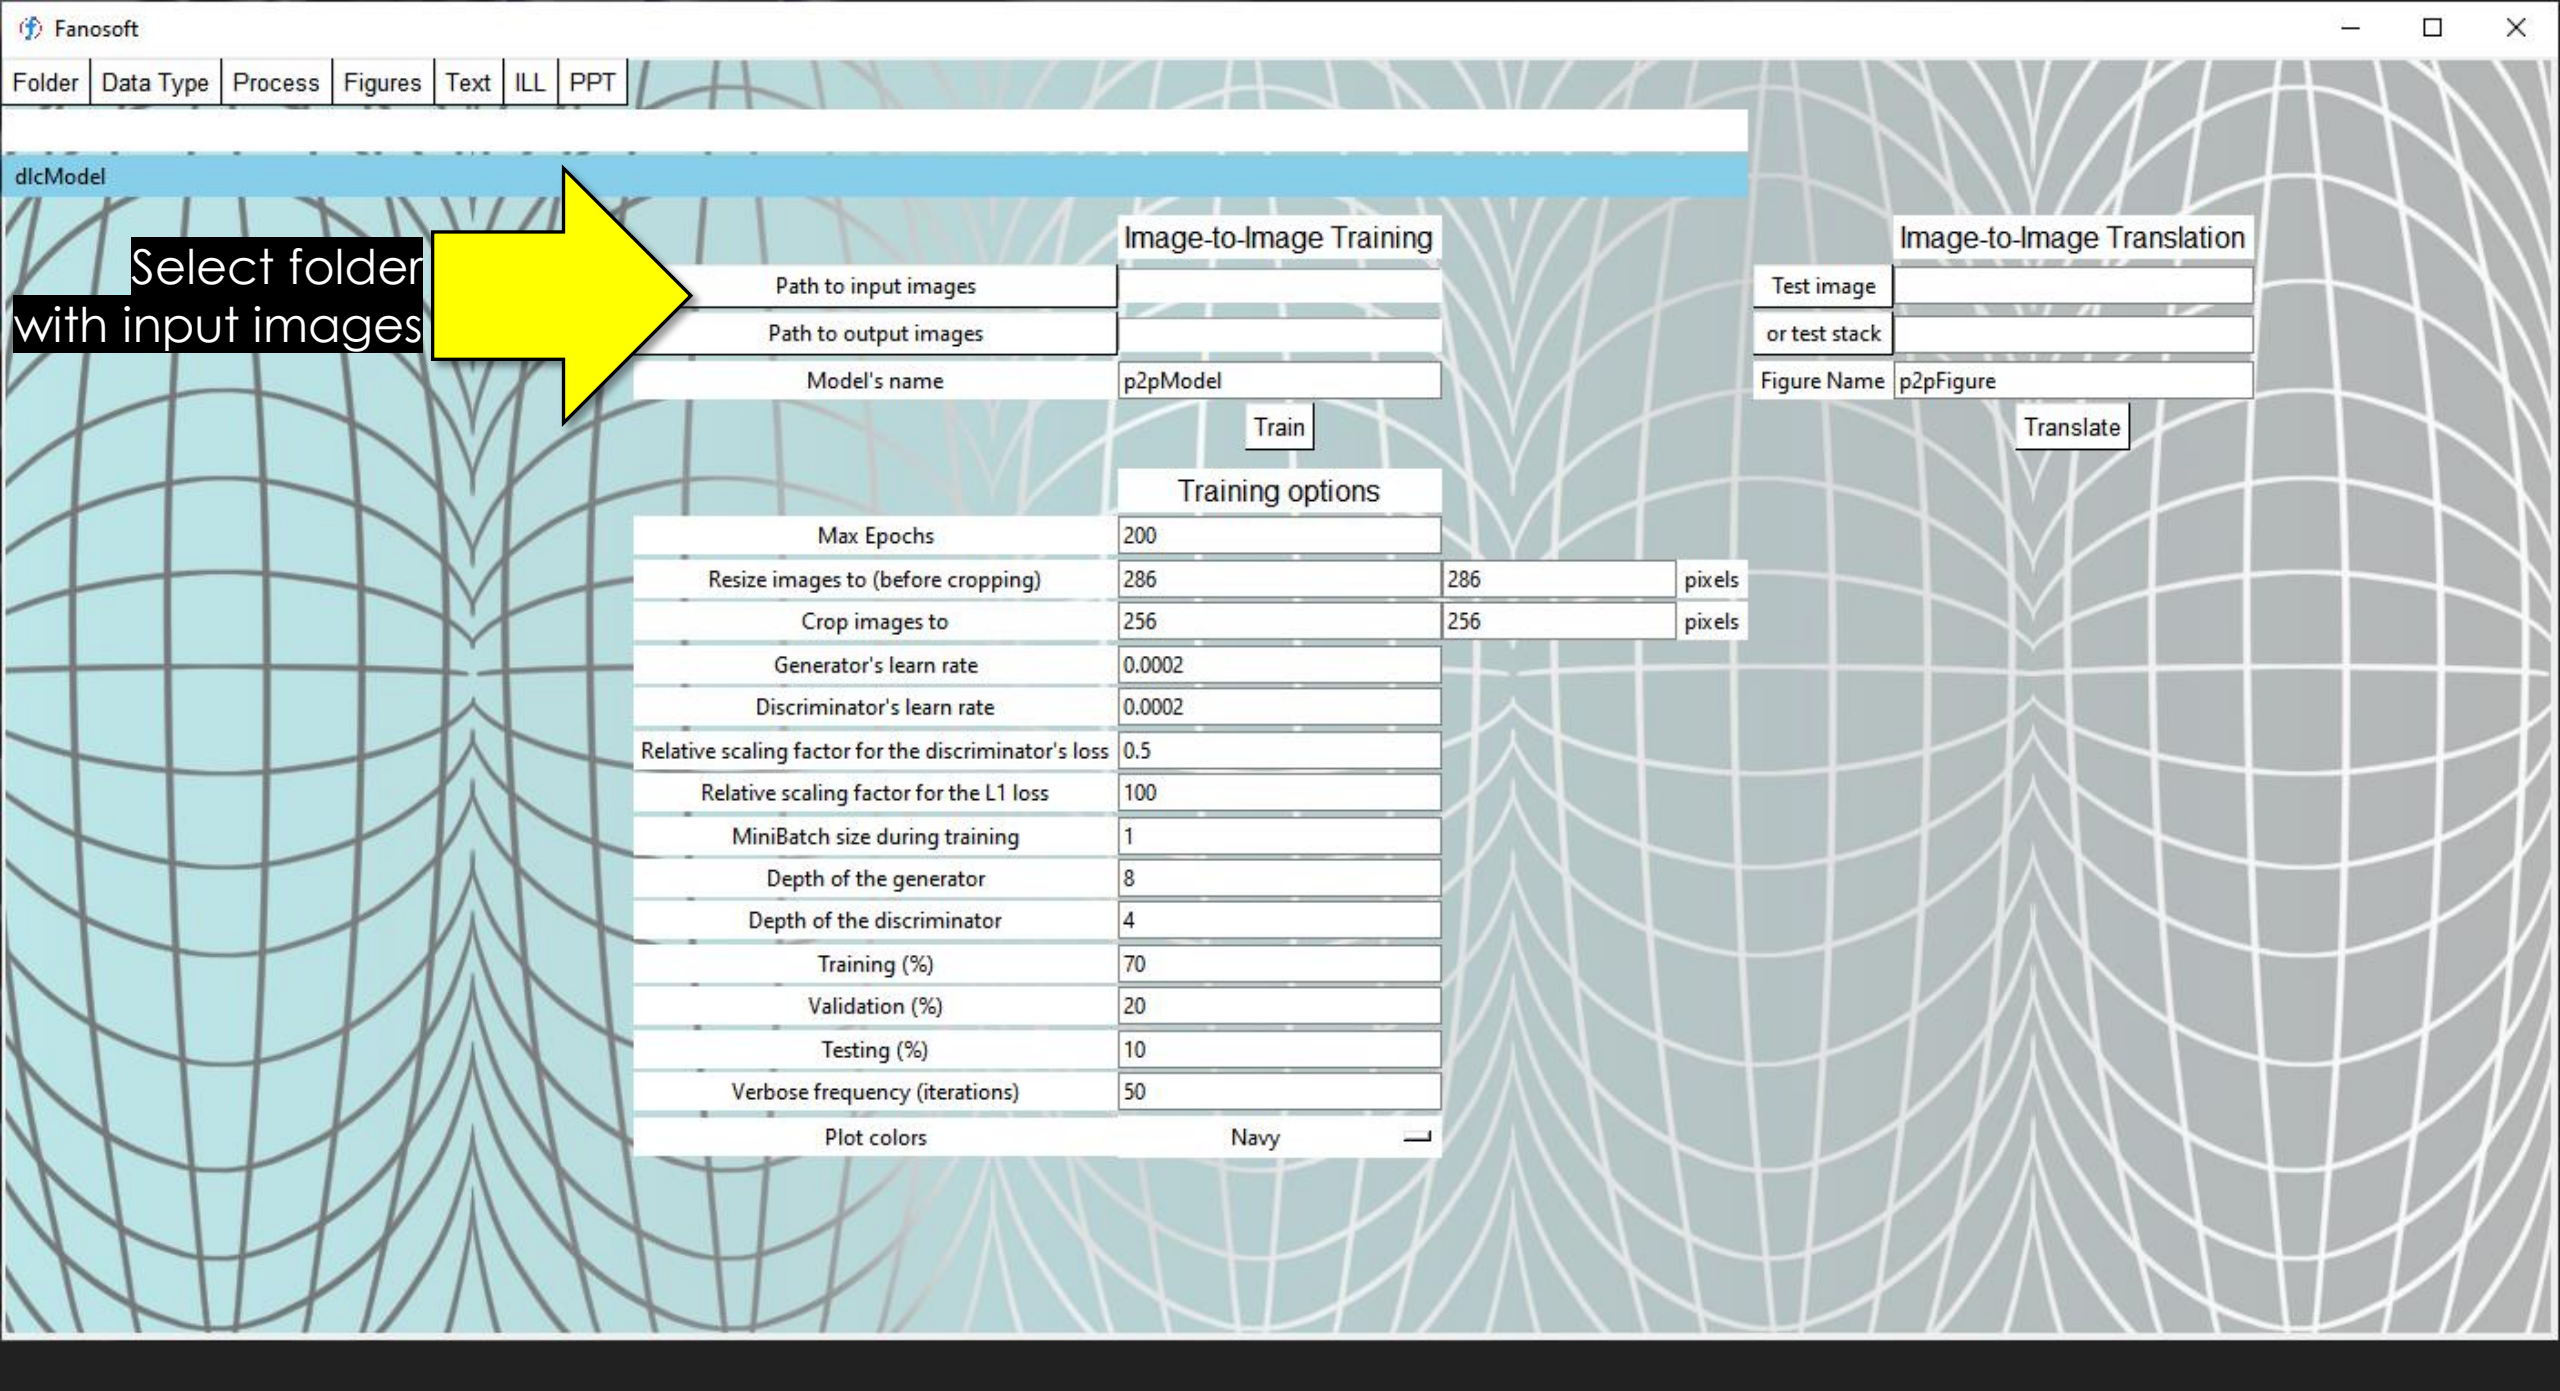 Fanosoft
Folder Data Type Process Figures Text ILL PPT
dlcModel
Select folder
with input images
Image-to-Image Training
Path to input images
Path to output images
Model's name p2pModel
Train
Training options
Max Epochs 200
Resize images to (before cropping) 286 286 pixels
Crop images to 256 256 pixels
Generator's learn rate 0.0002
Discriminator's learn rate 0.0002
Relative scaling factor for the discriminator's loss 0.5
Relative scaling factor for the L1 loss 100
MiniBatch size during training 1
Depth of the generator 8
Depth of the discriminator 4
Training (%) 70
Validation (%) 20
Testing (%) 10
Verbose frequency (iterations) 50
Plot colors Navy
Image-to-Image Translation
Test image
or test stack
Figure Name p2pFigure
Translate